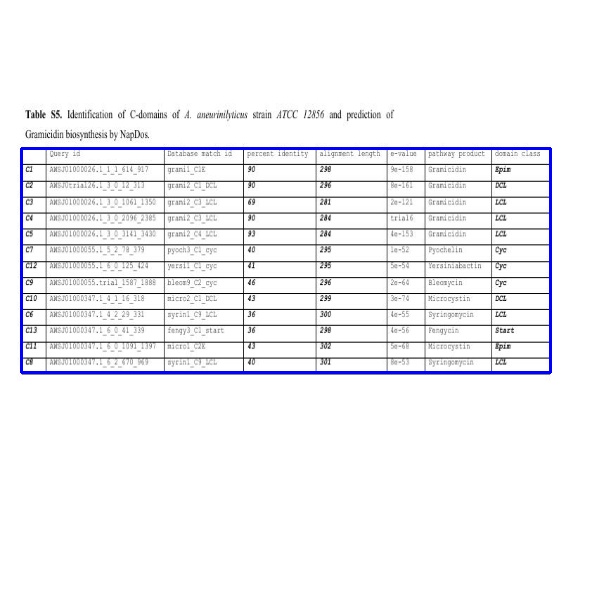 Table S5. Identification of C-domains of A. aneurinilyticus strain ATCC 12856 and prediction of
Gramicidin biosynthesis by NapDos.
Query id Database match id percent identity alignment length e-value pathway product domain class
C1 AWSJ01000026.1_1_1_614_917 gram1_C1E 90 298 9e-158 Gramicidin Epim
C2 AWSJ0trial26.1_3_0_12_313 grami2_C1_DCL 90 296 8e-161 Gramicidin DCL
C3 AWSJ01000026.1_3_0_1061_1350 grami2_C3_LCL 69 281 2e-121 Gramicidin LCL
C4 AWSJ01000026.1_3_0_2096_2385 grami2_C3_LCL 90 284 trial6 Gramicidin LCL
C5 AWSJ01000026.1_3_0_3141_3430 grami2_C4_LCL 93 284 4e-153 Gramicidin LCL
C7 AWSJ01000055.1_5_2_78_379 pyoch3_C1_cyc 40 295 1e-52 Pyochelin Cyc
C12 AWSJ01000055.1_6_0_125_424 yersi1_C1_cyc 41 295 5e-54 Yersiniabactin Cyc
C9 AWSJ01000055.trial_1587_1888 bleom9_C2_cyc 46 296 2e-64 Bleomycin Cyc
C10 AWSJ01000347.1_4_1_16_318 micro2_C1_DCL 43 299 3e-74 Microcystin DCL
C6 AWSJ01000347.1_4_2_29_331 syrin1_C9_LCL 36 300 4e-55 Syringomycin LCL
C13 AWSJ01000347.1_6_0_41_339 fengy3_C1_start 36 298 4e-56 Fengycin Start
C11 AWSJ01000347.1_6_0_1091_1397 micro1_C2E 43 302 5e-68 Microcystin Epim
C8 AWSJ01000347.1_6_2_670_969 syrin1_C9_LCL 40 301 8e-53 Syringomycin LCL